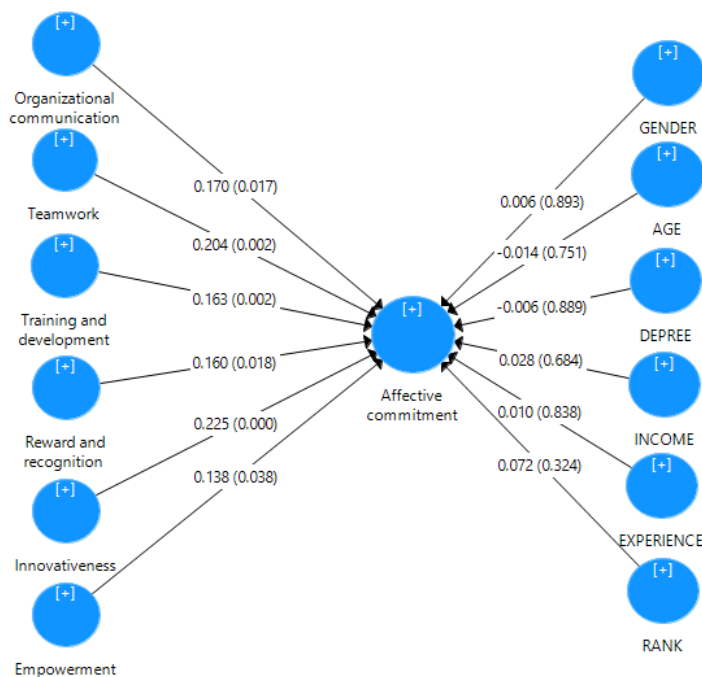 [+]
Organizational
communication
[+]
Teamwork
[+]
Training and
development
[+]
Reward and
recognition
[+]
Innovativeness
[+]
Empowerment
0.170 (0.017)
0.204 (0.002)
0.163 (0.002)
0.160 (0.018)
0.225 (0.000)
0.138 (0.038)
[+]
Affective
commitment
0.006 (0.893)
-0.014 (0.751)
-0.006 (0.889)
0.028 (0.684)
0.010 (0.838)
0.072 (0.324)
[+]
GENDER
[+]
AGE
[+]
DEPREE
[+]
INCOME
[+]
EXPERIENCE
[+]
RANK